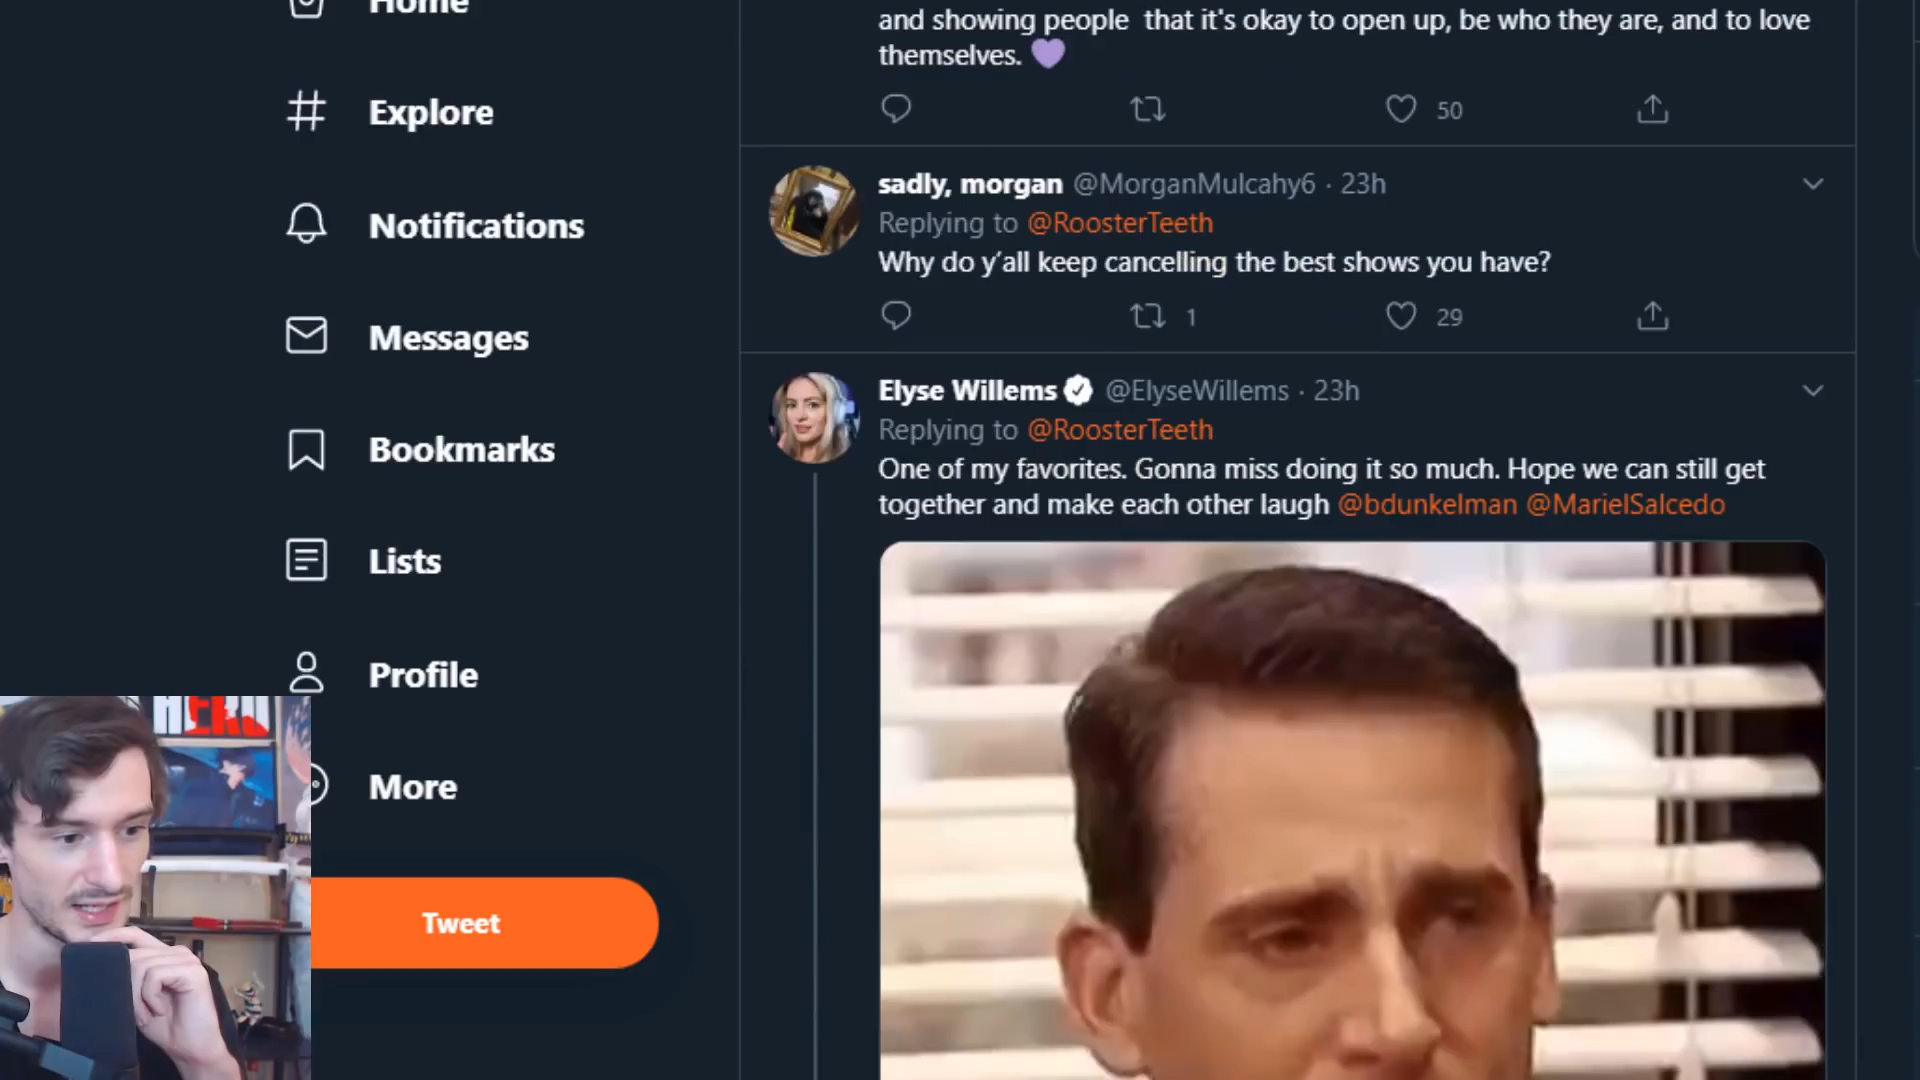 Home
and showing people that it's okay to open up, be who they are, and to love
themselves.
50
Explore
sadly, morgan @MorganMulcahy6 · 23h
Replying to @RoosterTeeth
Why do y'all keep cancelling the best shows you have?
1 29
Notifications
Messages
Elyse Willems @ElyseWillems · 23h
Replying to @RoosterTeeth
One of my favorites. Gonna miss doing it so much. Hope we can still get
together and make each other laugh @bdunkelman @MarielSalcedo
Bookmarks
Lists
Profile
More
Tweet
HERO